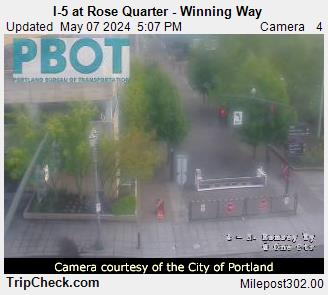 I-5 at Rose Quarter - Winning Way
Updated May 07 2024 5:07 PM Camera 4
PBOT
PORTLAND BUREAU OF TRANSPORTATION
Camera courtesy of the City of Portland
TripCheck.com Milepost302.00